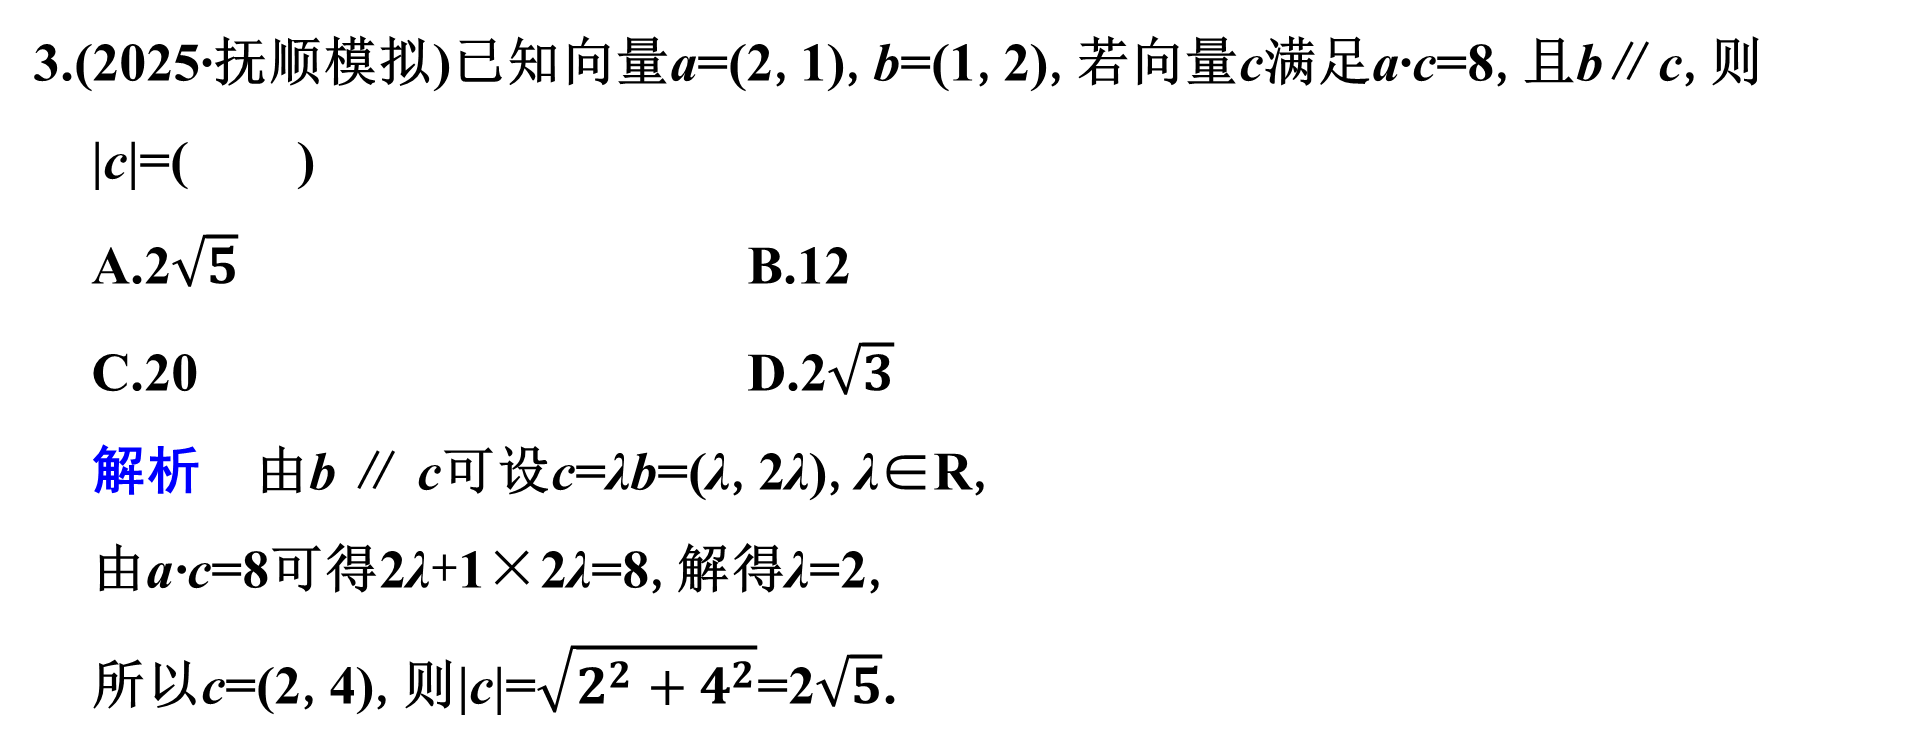 3.(2025·抚顺模拟)已知向量a=(2, 1), b=(1, 2), 若向量c满足a·c=8, 且b∥c, 则
|c|=(　　)
A.2√5　　B.12
C.20　　D.2√3
解析　由b∥c可设c=λb=(λ, 2λ), λ∈R,
由a·c=8可得2λ+1×2λ=8, 解得λ=2,
所以c=(2, 4), 则|c|=√(2²+4²)=2√5.